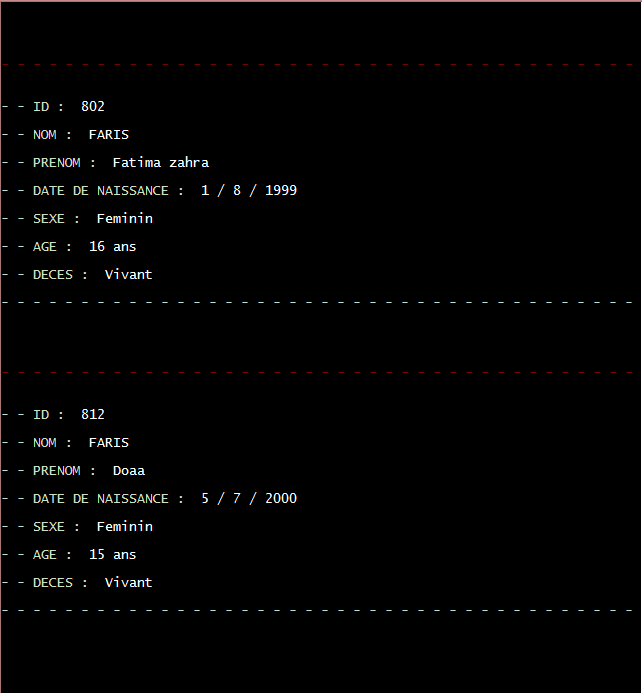 - - - - - - - - - - - - - - - - - - - - - - - - - - - - - - - - - - - - - - - -
- - ID :  802
- - NOM :  FARIS
- - PRENOM :  Fatima zahra
- - DATE DE NAISSANCE :  1 / 8 / 1999
- - SEXE :  Feminin
- - AGE :  16 ans
- - DECES :  Vivant
- - - - - - - - - - - - - - - - - - - - - - - - - - - - - - - - - - - - - - - -
- - - - - - - - - - - - - - - - - - - - - - - - - - - - - - - - - - - - - - - -
- - ID :  812
- - NOM :  FARIS
- - PRENOM :  Doaa
- - DATE DE NAISSANCE :  5 / 7 / 2000
- - SEXE :  Feminin
- - AGE :  15 ans
- - DECES :  Vivant
- - - - - - - - - - - - - - - - - - - - - - - - - - - - - - - - - - - - - - - -